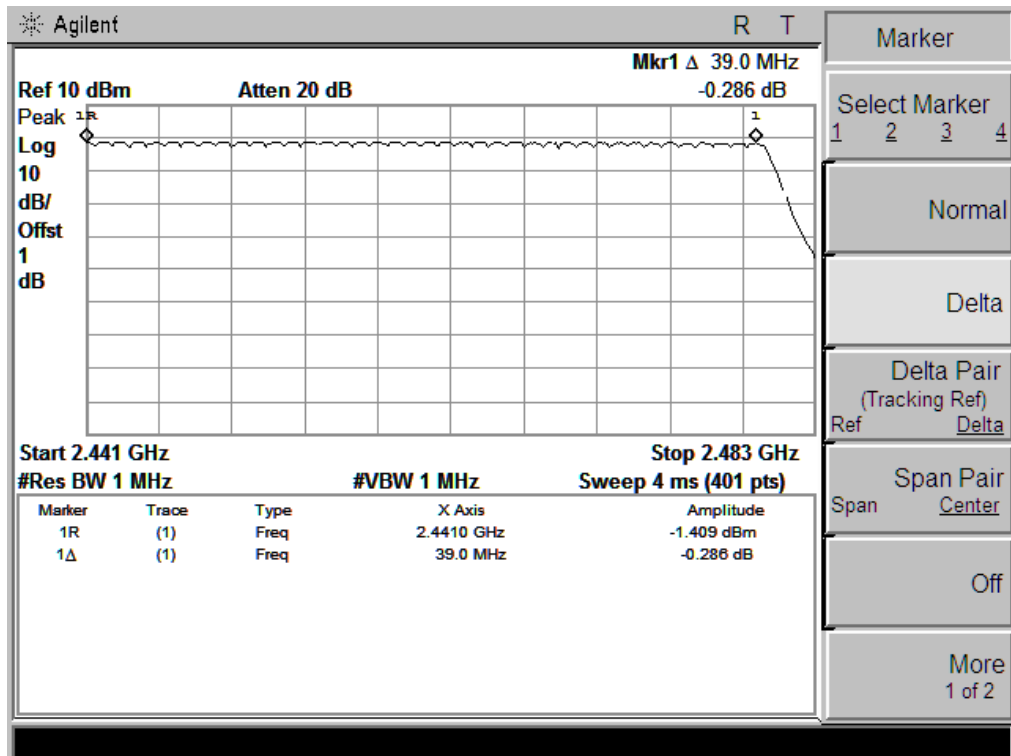 Agilent R T
Mkr1 Δ 39.0 MHz
Ref 10 dBm Atten 20 dB -0.286 dB
Peak
Log
10
dB/
Offst
1
dB
1R
1
Start 2.441 GHz Stop 2.483 GHz
#Res BW 1 MHz #VBW 1 MHz Sweep 4 ms (401 pts)
Marker Trace Type X Axis Amplitude
1R (1) Freq 2.4410 GHz -1.409 dBm
1Δ (1) Freq 39.0 MHz -0.286 dB
Marker
Select Marker
1 2 3 4
Normal
Delta
Delta Pair
(Tracking Ref)
Ref Delta
Span Pair
Span Center
Off
More
1 of 2